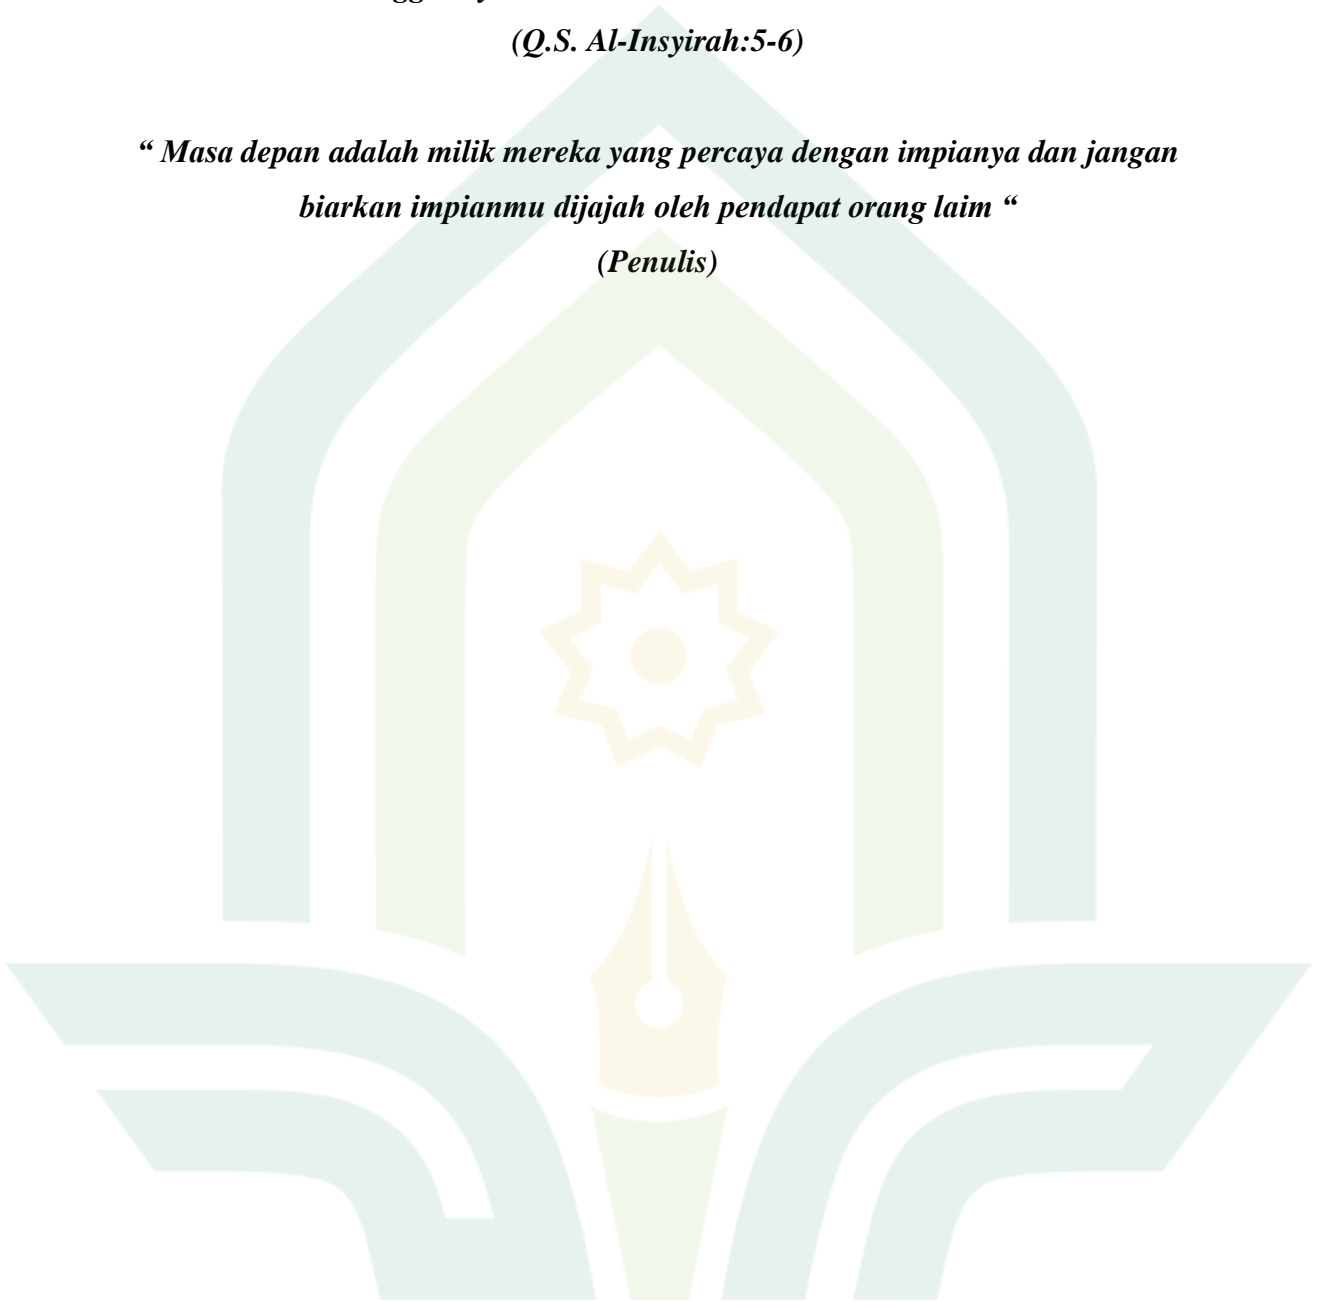 (Q.S. Al-Insyirah:5-6)
“ Masa depan adalah milik mereka yang percaya dengan impianya dan jangan
biarkan impianmu dijajah oleh pendapat orang laim “
(Penulis)